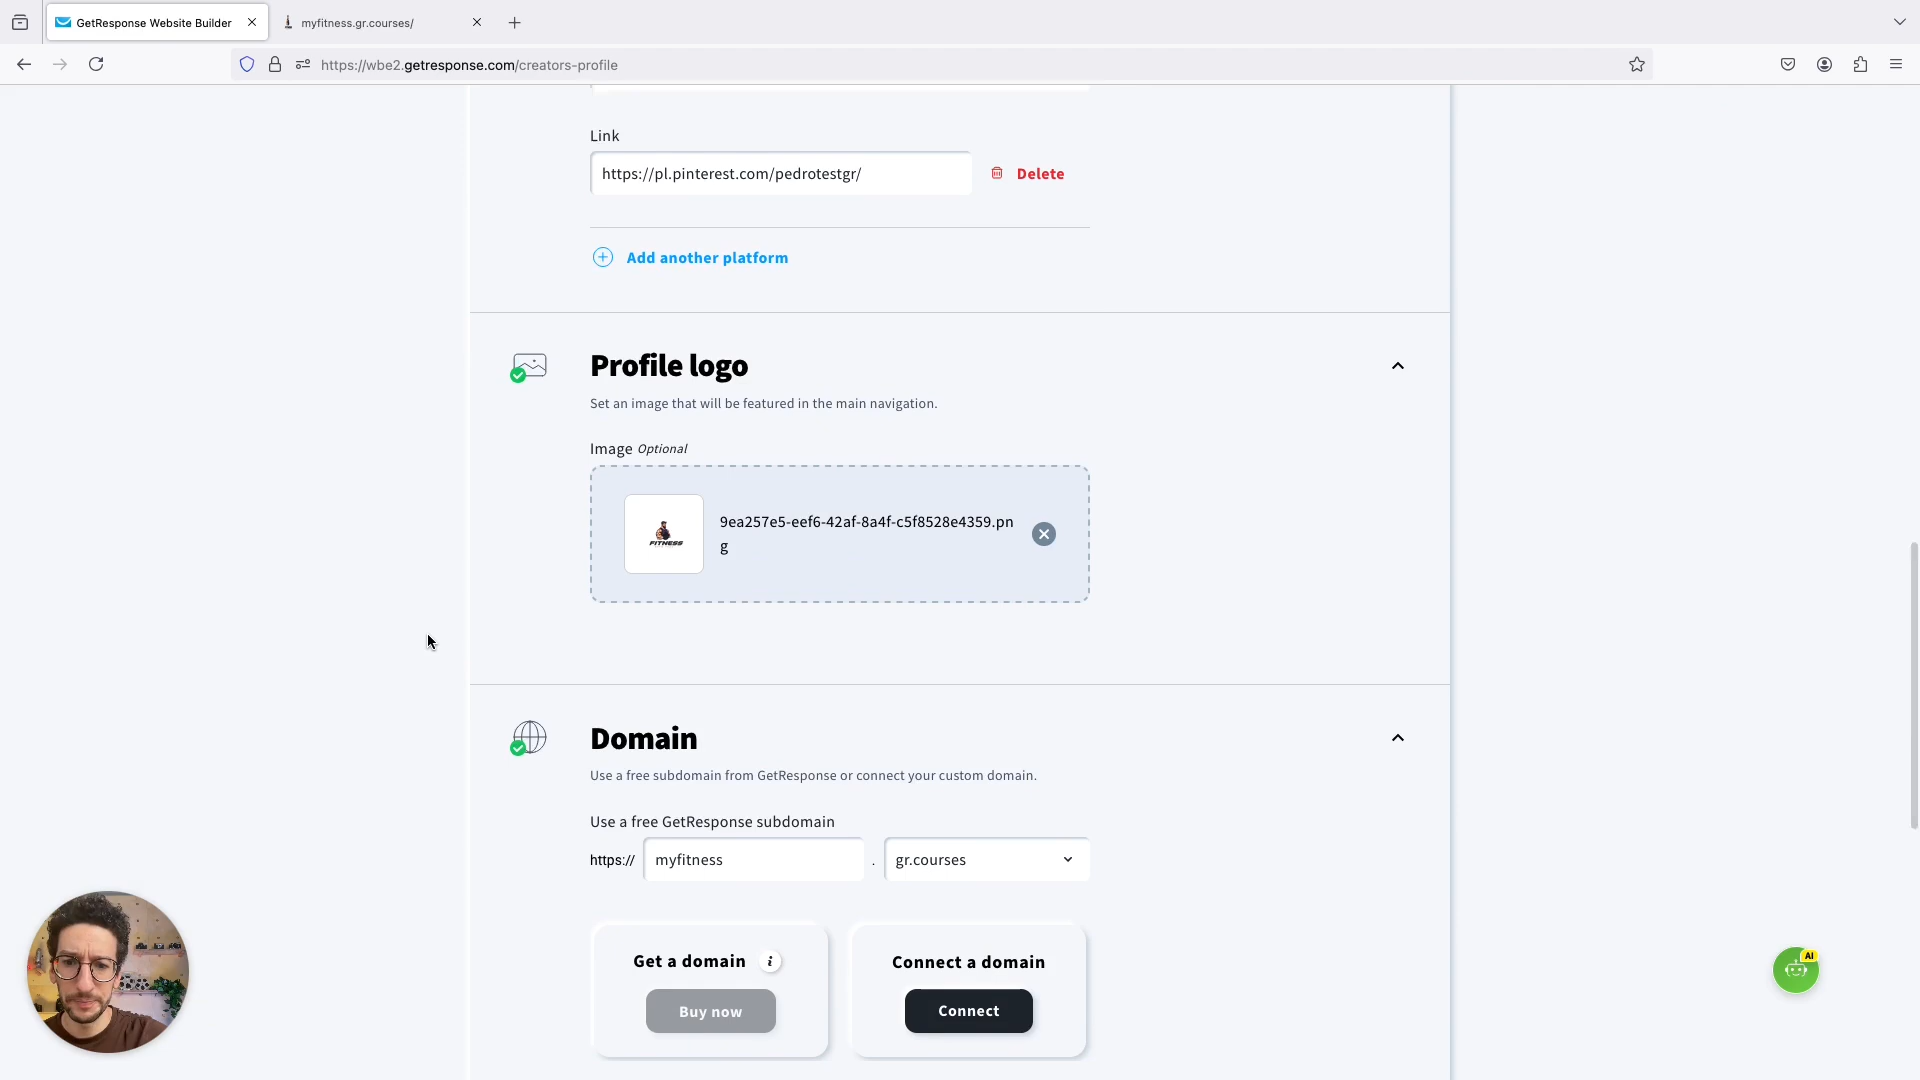 GetResponse Website Builder
myfitness.gr.courses/
https://wbe2.getresponse.com/creators-profile
Link
https://pl.pinterest.com/pedrotestgr/
Delete
Add another platform
Profile logo
Set an image that will be featured in the main navigation.
Image Optional
9ea257e5-eef6-42af-8a4f-c5f8528e4359.pn
g
FITNESS
Domain
Use a free subdomain from GetResponse or connect your custom domain.
Use a free GetResponse subdomain
https:// myfitness . gr.courses
Get a domain i
Buy now
Connect a domain
Connect
AI